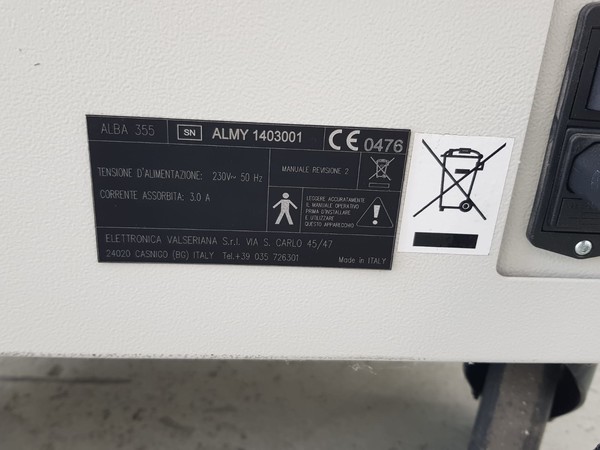 ALBA 355 SN ALMY 1403001 CE 0476
TENSIONE D'ALIMENTAZIONE: 230V~ 50 Hz
CORRENTE ASSORBITA: 3.0 A
MANUALE REVISIONE 2
LEGGERE ACCURATAMENTE
IL MANUALE OPERATIVO
PRIMA D'INSTALLARE
E UTILIZZARE
QUESTO APPARECCHIO
!
ELETTRONICA VALSERIANA S.r.l. VIA S. CARLO 45/47
24020 CASNIGO (BG) ITALY Tel.+39 035 726301 Made in ITALY